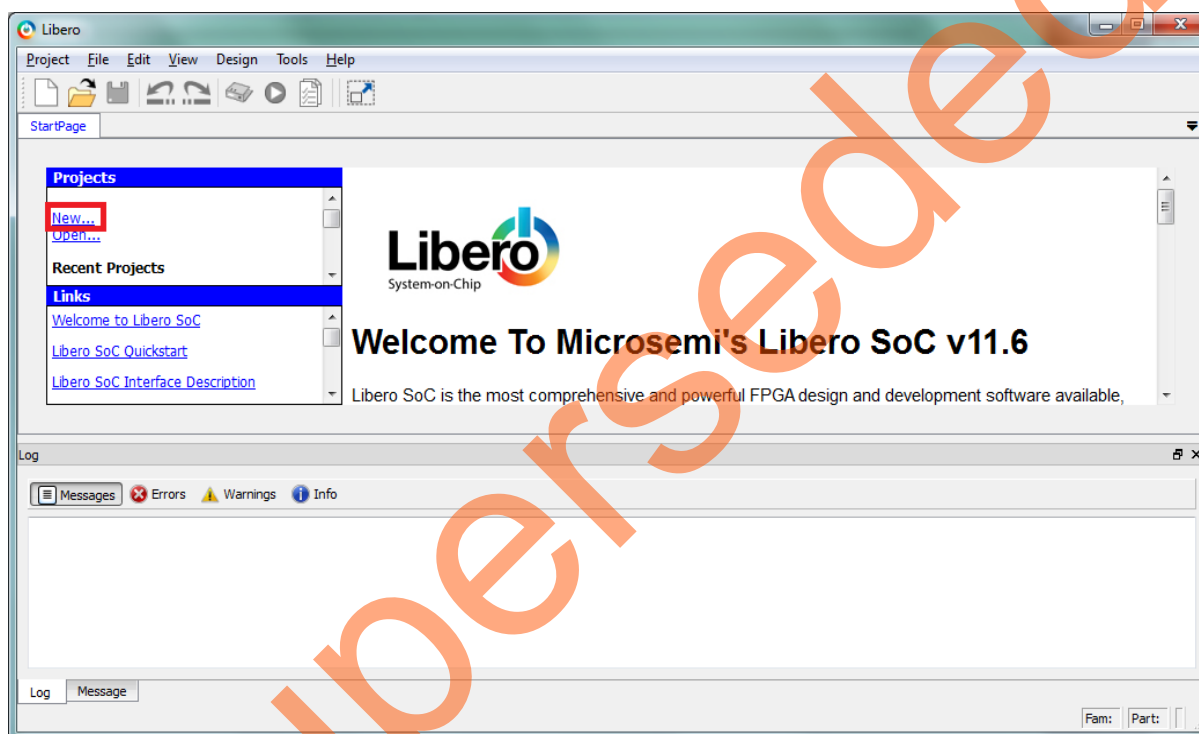 Libero
Project File Edit View Design Tools Help
StartPage
Projects
New...
Open...
Recent Projects
Links
Welcome to Libero SoC
Libero SoC Quickstart
Libero SoC Interface Description
Libero
System-on-Chip
Welcome To Microsemi's Libero SoC v11.6
Libero SoC is the most comprehensive and powerful FPGA design and development software available,
Log
Messages Errors Warnings Info
Log Message
Fam: Part:
upersede